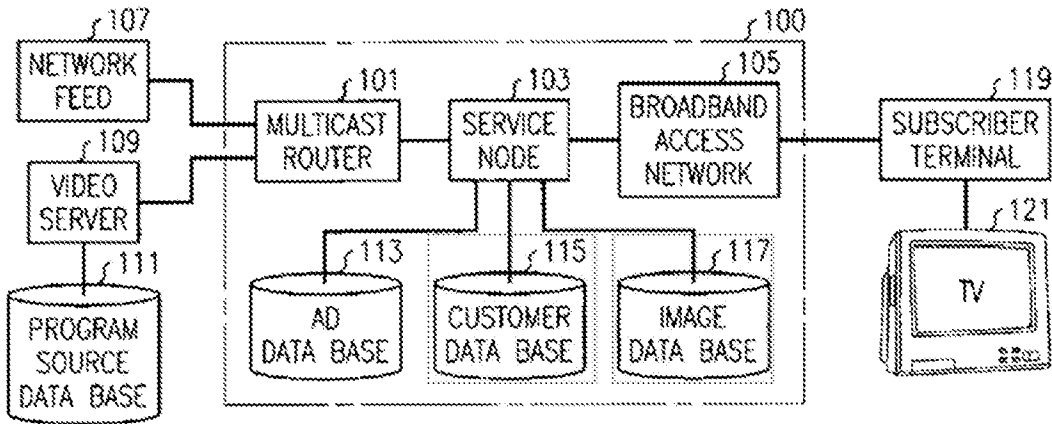 107
NETWORK
FEED
109
VIDEO
SERVER
111
PROGRAM
SOURCE
DATA BASE
100
101
MULTICAST
ROUTER
103
SERVICE
NODE
105
BROADBAND
ACCESS
NETWORK
113
AD
DATA BASE
115
CUSTOMER
DATA BASE
117
IMAGE
DATA BASE
119
SUBSCRIBER
TERMINAL
121
TV